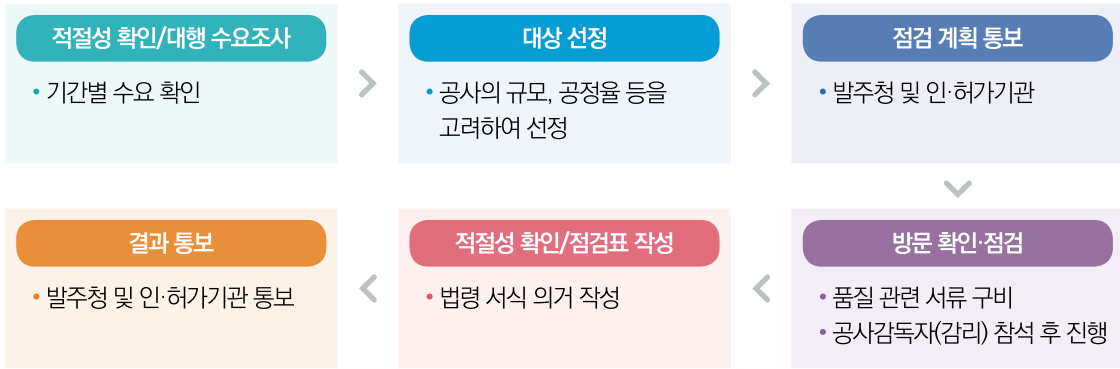 적절성 확인/대행 수요조사
• 기간별 수요 확인
대상 선정
• 공사의 규모, 공정율 등을
고려하여 선정
점검 계획 통보
• 발주청 및 인·허가기관
방문 확인·점검
• 품질 관련 서류 구비
• 공사감독자(감리) 참석 후 진행
적절성 확인/점검표 작성
• 법령 서식 의거 작성
결과 통보
• 발주청 및 인·허가기관 통보